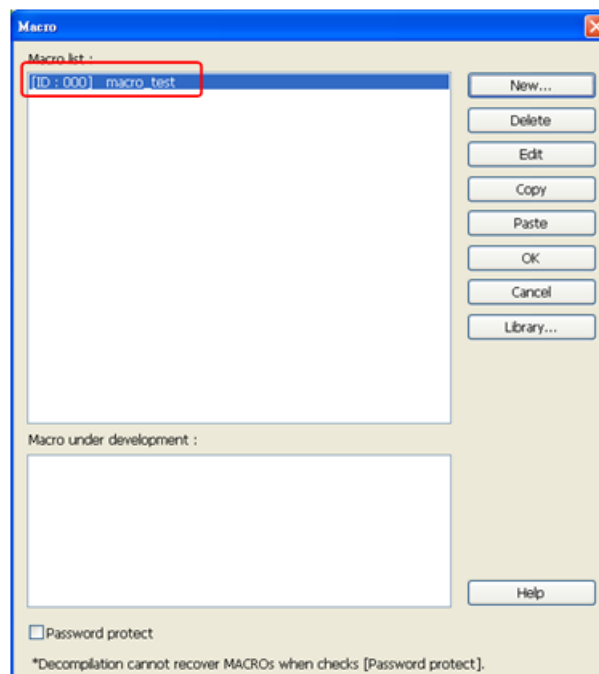 Macro
Macro list :
[ID : 000] macro_test
New...
Delete
Edit
Copy
Paste
OK
Cancel
Library...
Macro under development :
Help
Password protect
*Decompilation cannot recover MACROs when checks [Password protect].